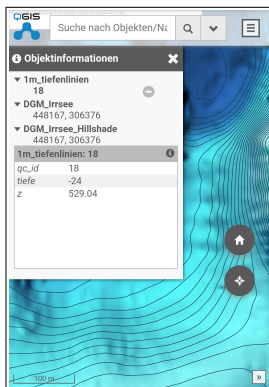 QGIS
Suche nach Objekten/Na
Objektinformationen
1m_tiefenlinien
18
DGM_Irrsee
448167, 306376
DGM_Irrsee_Hillshade
448167, 306376
1m_tiefenlinien: 18
qc_id 18
tiefe -24
z 529.04
100 m
»